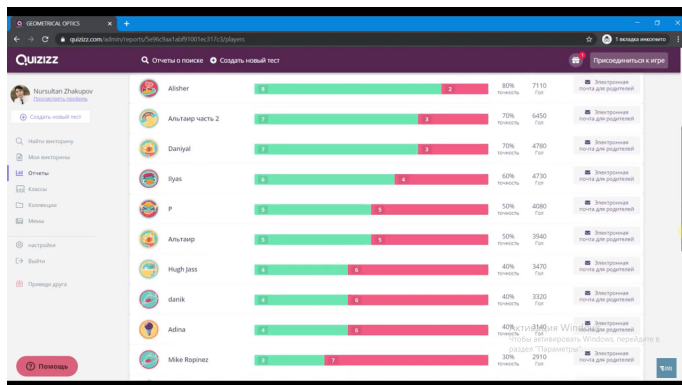 GEOMETRICAL OPTICS
quizizz.com/admin/reports/5e96c9aa1abf91001ec317c3/players
1 вкладка инкогнито
QUIZIZZ
Отчеты о поиске
Создать новый тест
Присоединиться к игре
Nursultan Zhakupov
Просмотреть профиль
Создать новый тест
Найти викторину
Мои викторины
Отчеты
Классы
Коллекции
Мемы
настройки
Выйти
Приведи друга
Помощь
Alisher 8 2 80% точность 7110 Гол Электронная почта для родителей
Альтаир часть 2 7 3 70% точность 6450 Гол Электронная почта для родителей
Daniyal 7 3 70% точность 4780 Гол Электронная почта для родителей
Ilyas 6 4 60% точность 4730 Гол Электронная почта для родителей
P 5 5 50% точность 4080 Гол Электронная почта для родителей
Альтаир 5 5 50% точность 3940 Гол Электронная почта для родителей
Hugh Jass 4 6 40% точность 3470 Гол Электронная почта для родителей
danik 4 6 40% точность 3320 Гол Электронная почта для родителей
Adina 4 6 40% точность 3140 Гол Электронная почта для родителей
Mike Ropinez 3 7 30% точность 2910 Гол Электронная почта для родителей
Активация Windows
Чтобы активировать Windows, перейдите в
раздел "Параметры".